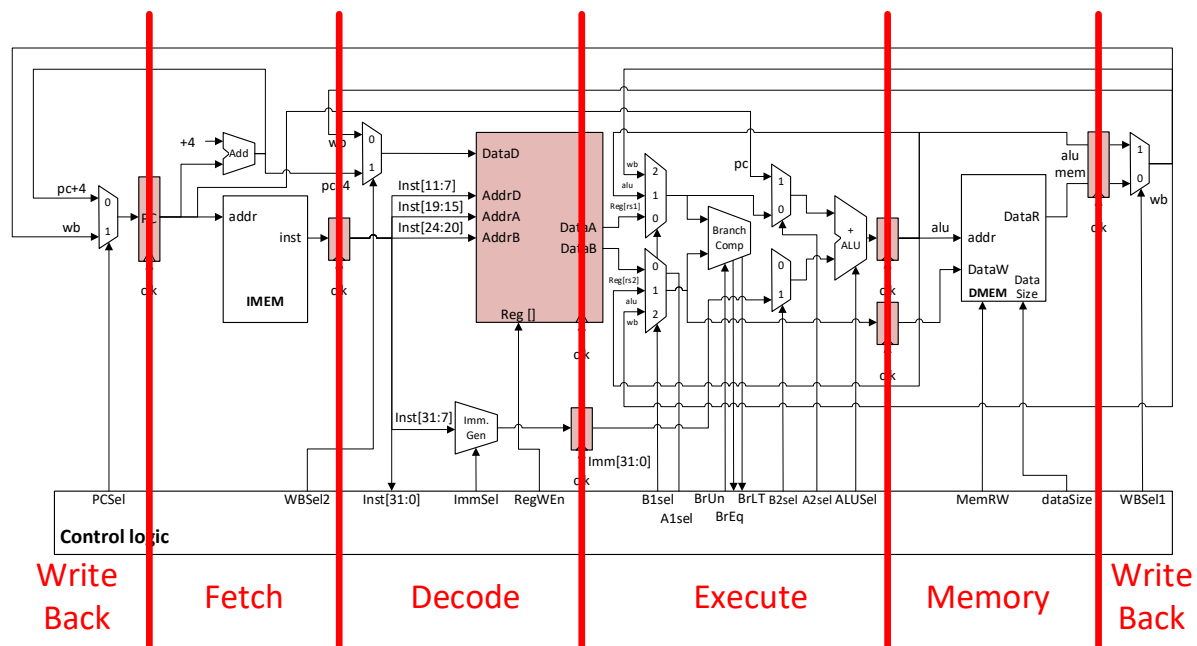 +4
Add
wb
0
1
pc+4
pc+4
0
wb
1
PC
clk
addr
inst
IMEM
clk
DataD
Inst[11:7]
AddrD
Inst[19:15]
AddrA
Inst[24:20]
AddrB
DataA
DataB
Reg []
clk
wb
2
alu
1
Reg[rs1]
0
0
Reg[rs2]
1
alu
2
wb
pc
1
0
Branch
Comp
0
1
+
ALU
clk
clk
alu
addr
DataR
DataW
Data
Size
DMEM
alu
mem
clk
1
0
wb
Inst[31:7]
Imm.
Gen
Imm[31:0]
clk
PCSel
WBSel2
Inst[31:0]
ImmSel
RegWEn
B1sel
A1sel
BrUn
BrEq
BrLT
B2sel
A2sel
ALUSel
MemRW
dataSize
WBSel1
Control logic
Write
Back
Fetch
Decode
Execute
Memory
Write
Back